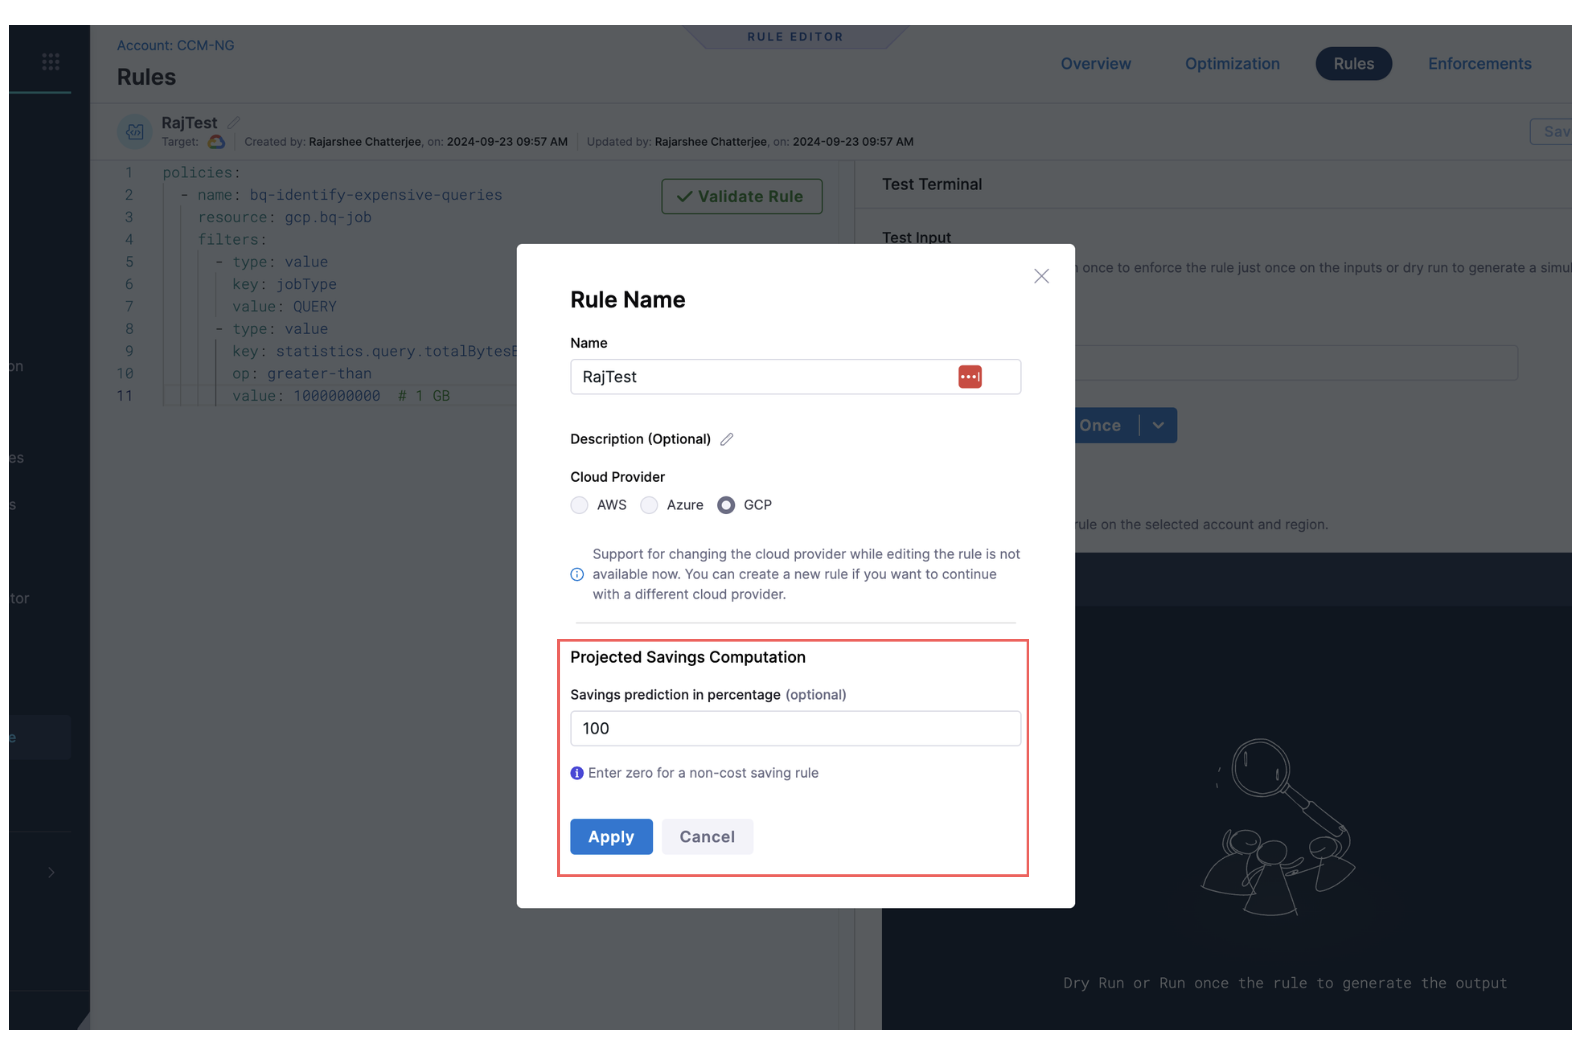 RULE EDITOR
Account: CCM-NG
Rules
Overview Optimization Rules Enforcements
RajTest
Target: Created by: Rajarshee Chatterjee, on: 2024-09-23 09:57 AM Updated by: Rajarshee Chatterjee, on: 2024-09-23 09:57 AM
Sav
1 policies:
2 - name: bq-identify-expensive-queries
3 resource: gcp.bq-job
4 filters:
5 - type: value
6 key: jobType
7 value: QUERY
8 - type: value
9 key: statistics.query.totalBytes
10 op: greater-than
11 value: 1000000000 # 1 GB
Validate Rule
Test Terminal
Test Input
once to enforce the rule just once on the inputs or dry run to generate a simul
Once
rule on the selected account and region.
Dry Run or Run once the rule to generate the output
on
es
s
tor
e
Rule Name
Name
RajTest
Description (Optional)
Cloud Provider
AWS Azure GCP
Support for changing the cloud provider while editing the rule is not
available now. You can create a new rule if you want to continue
with a different cloud provider.
Projected Savings Computation
Savings prediction in percentage (optional)
100
Enter zero for a non-cost saving rule
Apply Cancel